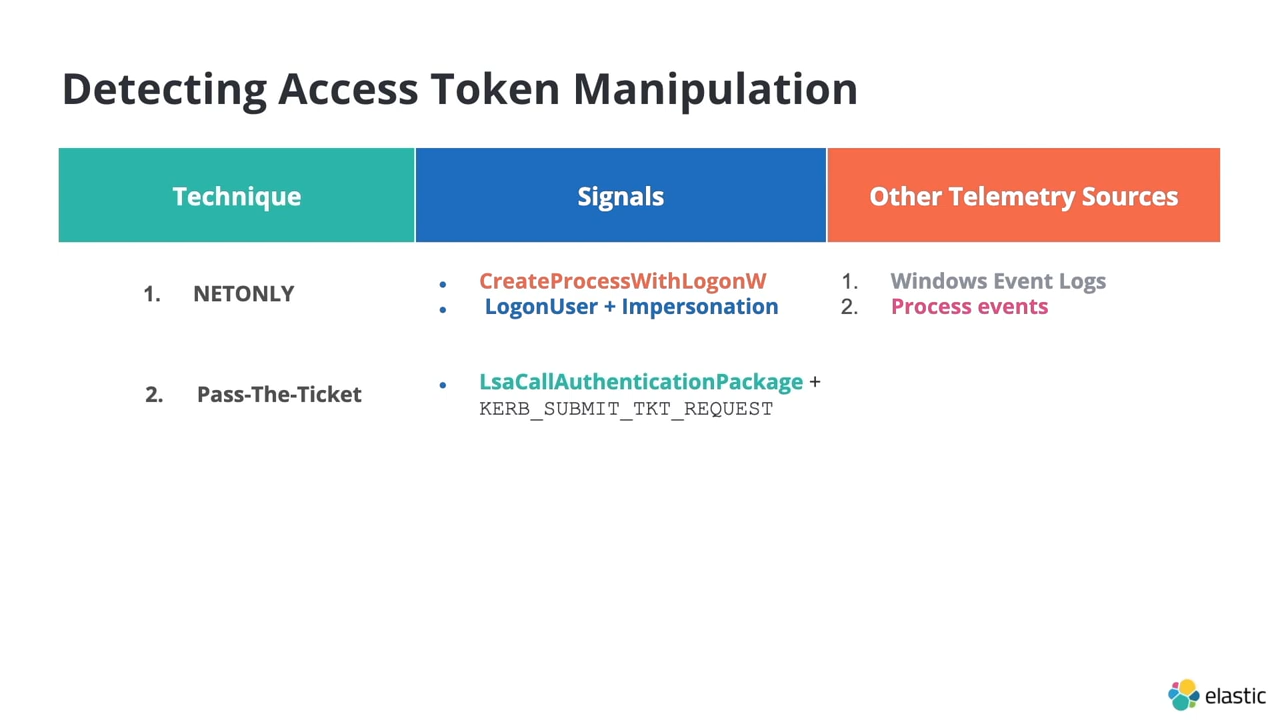 Detecting Access Token Manipulation
Technique
Signals
Other Telemetry Sources
1. NETONLY
• CreateProcessWithLogonW
• LogonUser + Impersonation
1. Windows Event Logs
2. Process events
2. Pass-The-Ticket
• LsaCallAuthenticationPackage +
KERB_SUBMIT_TKT_REQUEST
elastic